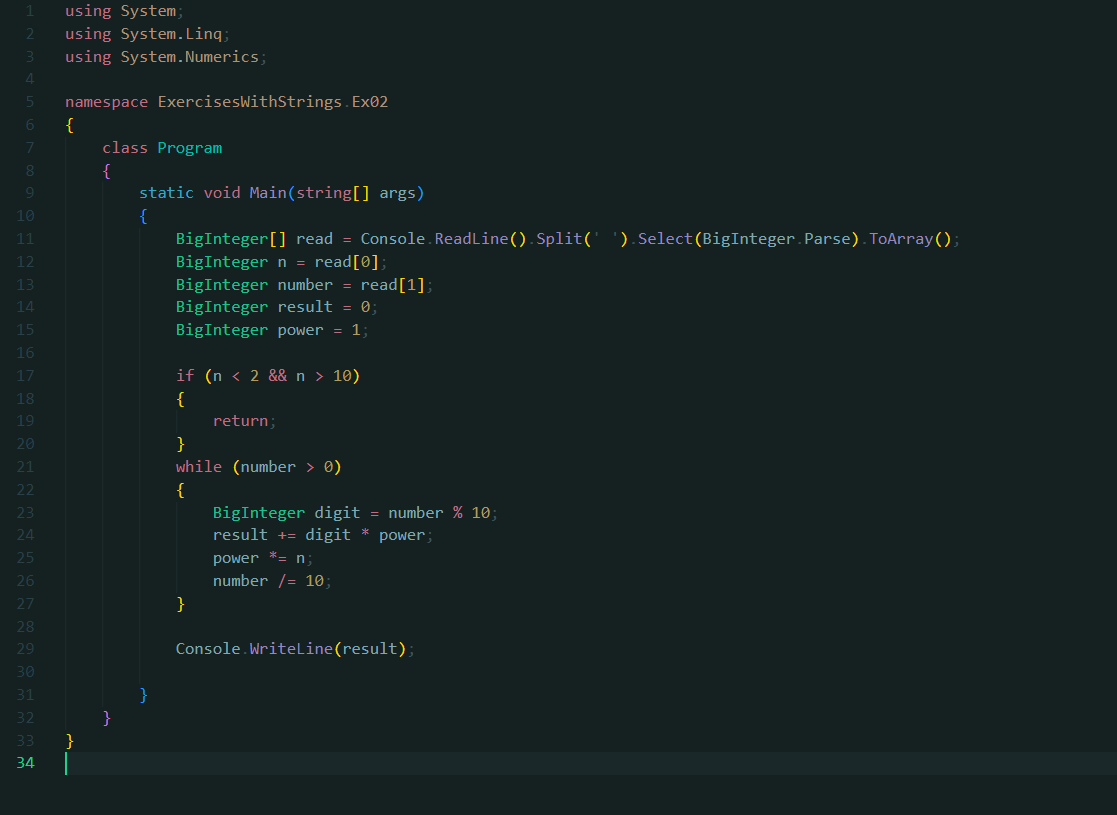 1 using System;
2 using System.Linq;
3 using System.Numerics;
4
5 namespace ExercisesWithStrings.Ex02
6 {
7     class Program
8     {
9         static void Main(string[] args)
10         {
11             BigInteger[] read = Console.ReadLine().Split(' ').Select(BigInteger.Parse).ToArray();
12             BigInteger n = read[0];
13             BigInteger number = read[1];
14             BigInteger result = 0;
15             BigInteger power = 1;
16
17             if (n < 2 && n > 10)
18             {
19                 return;
20             }
21             while (number > 0)
22             {
23                 BigInteger digit = number % 10;
24                 result += digit * power;
25                 power *= n;
26                 number /= 10;
27             }
28
29             Console.WriteLine(result);
30
31         }
32     }
33 }
34